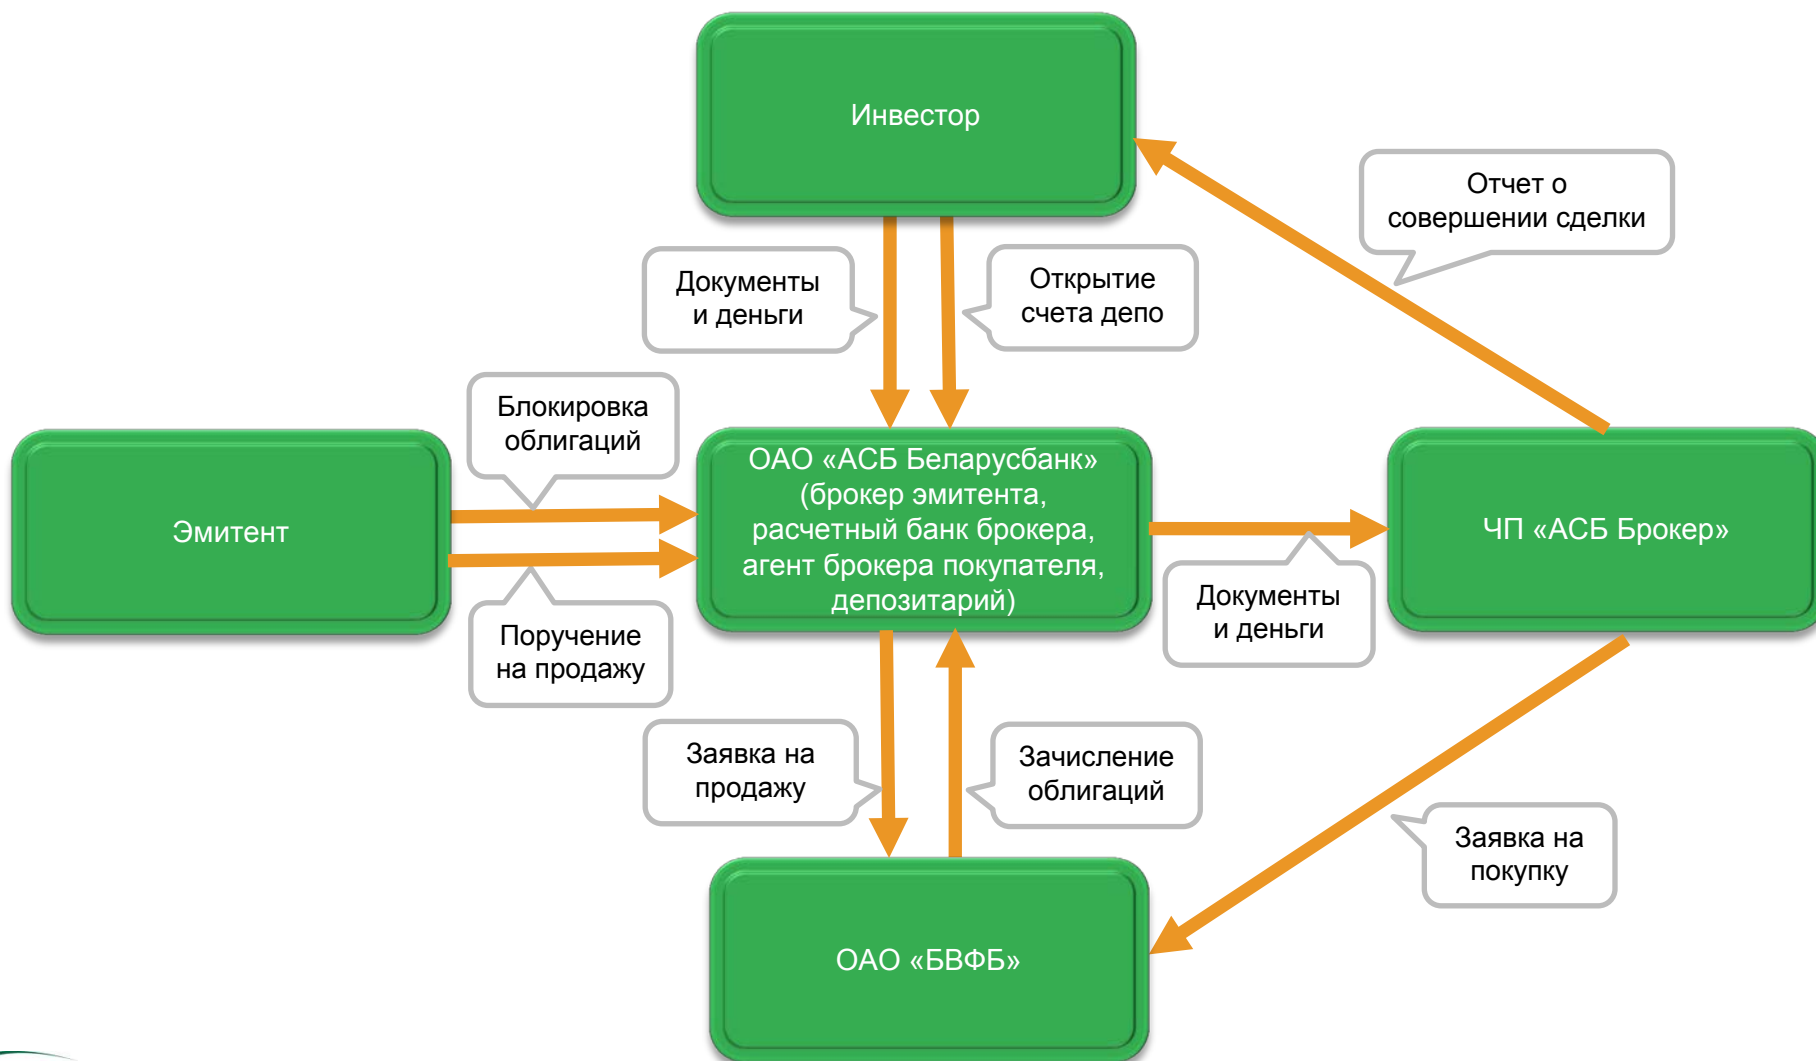 Инвестор
Отчет о
совершении сделки
Документы
и деньги
Открытие
счета депо
Блокировка
облигаций
Эмитент
ОАО «АСБ Беларусбанк»
(брокер эмитента,
расчетный банк брокера,
агент брокера покупателя,
депозитарий)
ЧП «АСБ Брокер»
Документы
и деньги
Поручение
на продажу
Заявка на
продажу
Зачисление
облигаций
Заявка на
покупку
ОАО «БВФБ»